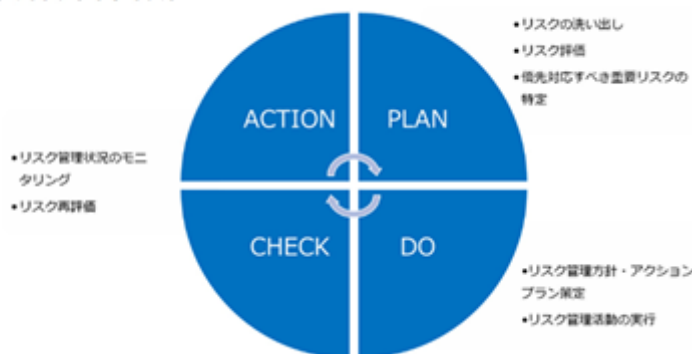 ACTION
PLAN
CHECK
DO
•リスクの洗い出し
•リスク評価
•優先対応すべき重要リスクの
特定
•リスク管理状況のモニ
タリング
•リスク再評価
•リスク管理方針・アクション
プラン策定
•リスク管理活動の実行